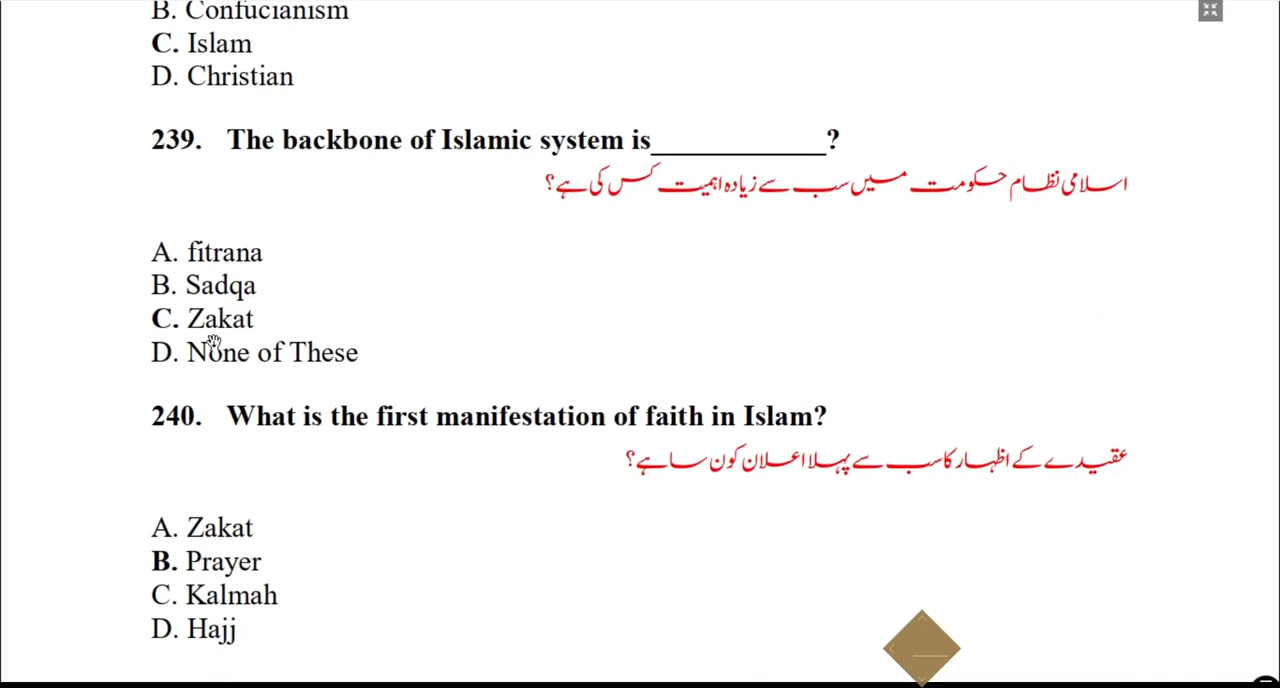 B. Confucianism
C. Islam
D. Christian
239. The backbone of Islamic system is____________?
اسلامی نظام حکومت میں سب سے زیادہ اہمیت کس کی ہے؟
A. fitrana
B. Sadqa
C. Zakat
D. None of These
240. What is the first manifestation of faith in Islam?
عقیدے کے اظہار کا سب سے پہلا اعلان کون سا ہے؟
A. Zakat
B. Prayer
C. Kalmah
D. Hajj